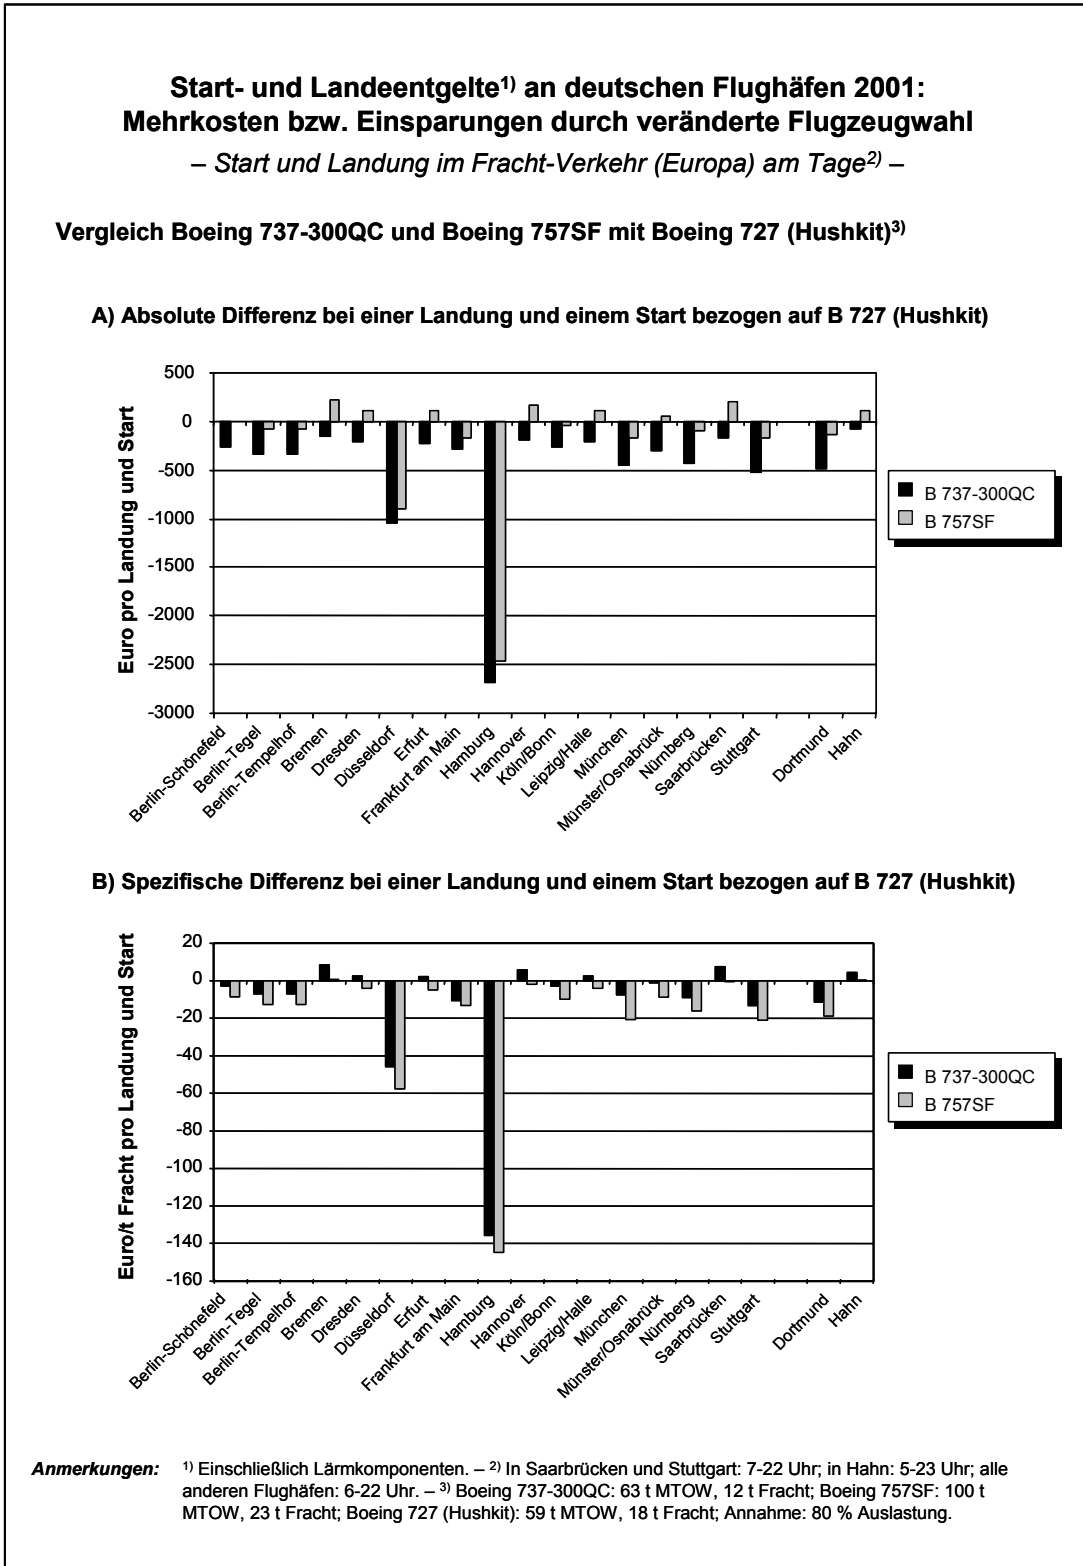 Start- und Landeentgelte1) an deutschen Flughäfen 2001:
Mehrkosten bzw. Einsparungen durch veränderte Flugzeugwahl
– Start und Landung im Fracht-Verkehr (Europa) am Tage2) –
Vergleich Boeing 737-300QC und Boeing 757SF mit Boeing 727 (Hushkit)3)
A) Absolute Differenz bei einer Landung und einem Start bezogen auf B 727 (Hushkit)
Euro pro Landung und Start
500
0
-500
-1000
-1500
-2000
-2500
-3000
Berlin-Schönefeld
Berlin-Tegel
Berlin-Tempelhof
Bremen
Dresden
Düsseldorf
Erfurt
Frankfurt am Main
Hamburg
Hannover
Köln/Bonn
Leipzig/Halle
München
Münster/Osnabrück
Nürnberg
Saarbrücken
Stuttgart
Dortmund
Hahn
B 737-300QC
B 757SF
B) Spezifische Differenz bei einer Landung und einem Start bezogen auf B 727 (Hushkit)
Euro/t Fracht pro Landung und Start
20
0
-20
-40
-60
-80
-100
-120
-140
-160
Berlin-Schönefeld
Berlin-Tegel
Berlin-Tempelhof
Bremen
Dresden
Düsseldorf
Erfurt
Frankfurt am Main
Hamburg
Hannover
Köln/Bonn
Leipzig/Halle
München
Münster/Osnabrück
Nürnberg
Saarbrücken
Stuttgart
Dortmund
Hahn
B 737-300QC
B 757SF
Anmerkungen: 1) Einschließlich Lärmkomponenten. – 2) In Saarbrücken und Stuttgart: 7-22 Uhr; in Hahn: 5-23 Uhr; alle
anderen Flughäfen: 6-22 Uhr. – 3) Boeing 737-300QC: 63 t MTOW, 12 t Fracht; Boeing 757SF: 100 t
MTOW, 23 t Fracht; Boeing 727 (Hushkit): 59 t MTOW, 18 t Fracht; Annahme: 80 % Auslastung.